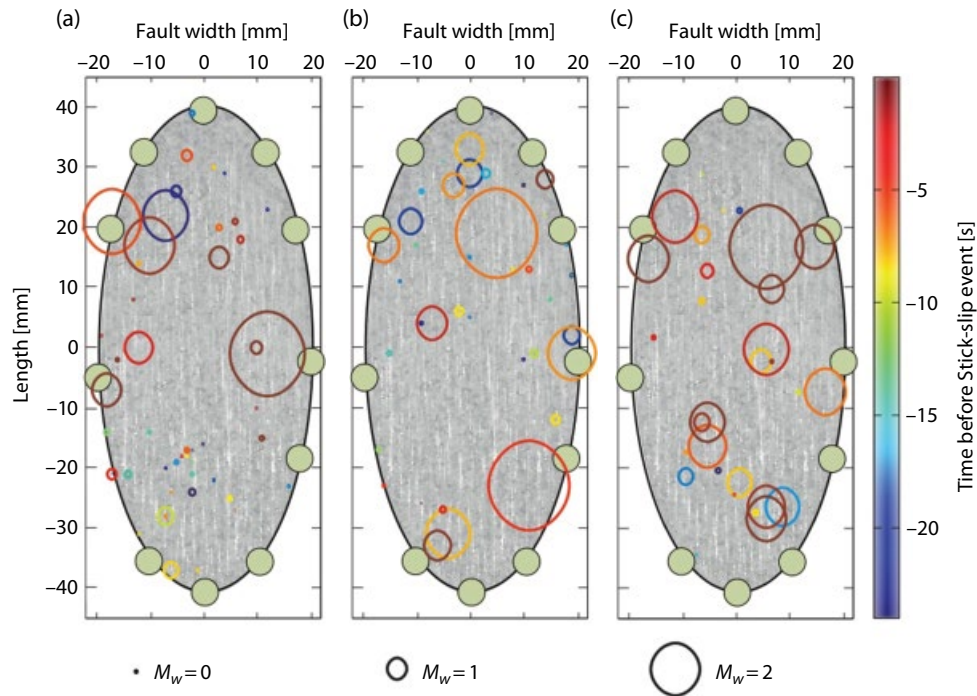 (a) (b) (c)
Fault width [mm] Fault width [mm] Fault width [mm]
−20 −10 0 10 20 −20 −10 0 10 20 −20 −10 0 10 20
40
30
20
10
0
−10
−20
−30
−40
Length [mm]
−5
−10
−15
−20
Time before Stick-slip event [s]
M_w = 0 M_w = 1 M_w = 2